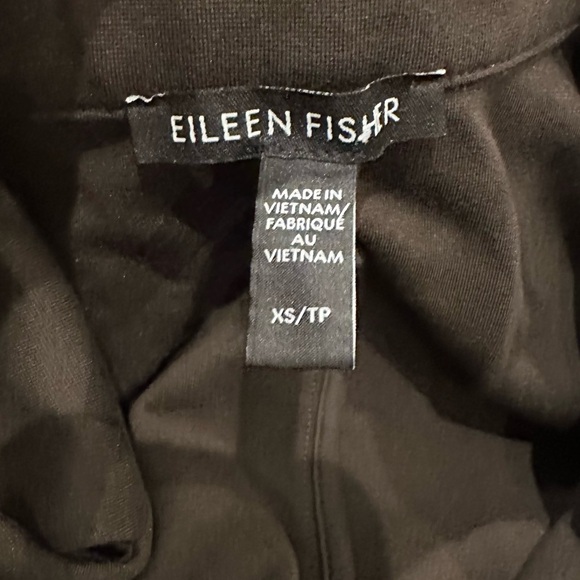 EILEEN FISHER
MADE IN
VIETNAM/
FABRIQUÉ
AU
VIETNAM
XS/TP